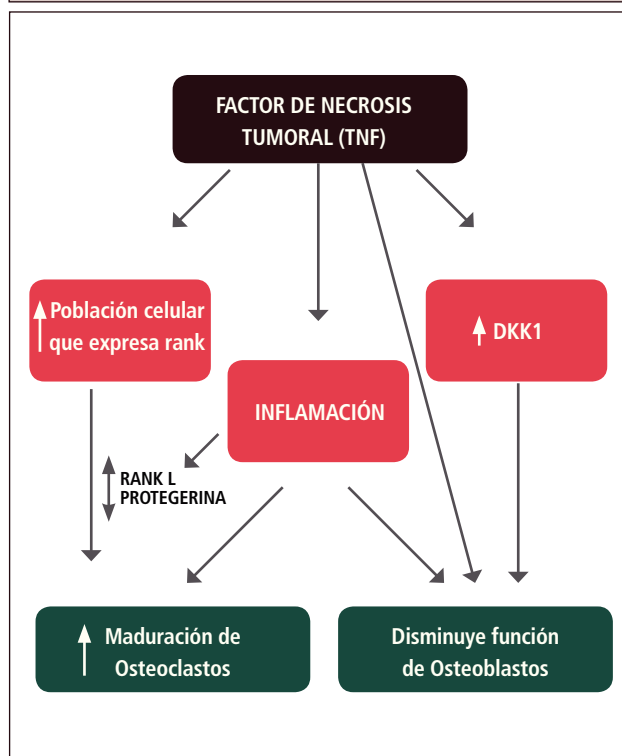 FACTOR DE NECROSIS
TUMORAL (TNF)
Población celular
que expresa rank
DKK1
INFLAMACIÓN
RANK L
PROTEGERINA
Maduración de
Osteoclastos
Disminuye función
de Osteoblastos